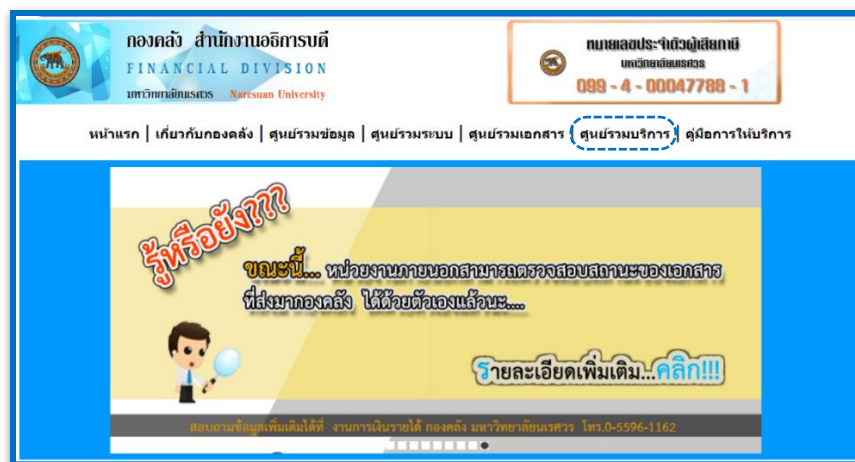 กองคลัง สำนักงานอธิการบดี
FINANCIAL DIVISION
มหาวิทยาลัยนเรศวร Naresuan University
หมายเลขประจำตัวผู้เสียภาษี
มหาวิทยาลัยนเรศวร
099 - 4 - 00047788 - 1
หน้าแรก | เกี่ยวกับกองคลัง | ศูนย์รวมข้อมูล | ศูนย์รวมระบบ | ศูนย์รวมเอกสาร | ศูนย์รวมบริการ | คู่มือการให้บริการ
รู้หรือยัง???
ขณะนี้... หน่วยงานภายนอกสามารถตรวจสอบสถานะของเอกสาร
ที่ส่งมากองคลัง ได้ด้วยตัวเองแล้วนะ....
รายละเอียดเพิ่มเติม...คลิก!!!
สอบถามข้อมูลเพิ่มเติมได้ที่ งานการเงินรายได้ กองคลัง มหาวิทยาลัยนเรศวร โทร.0-5596-1162